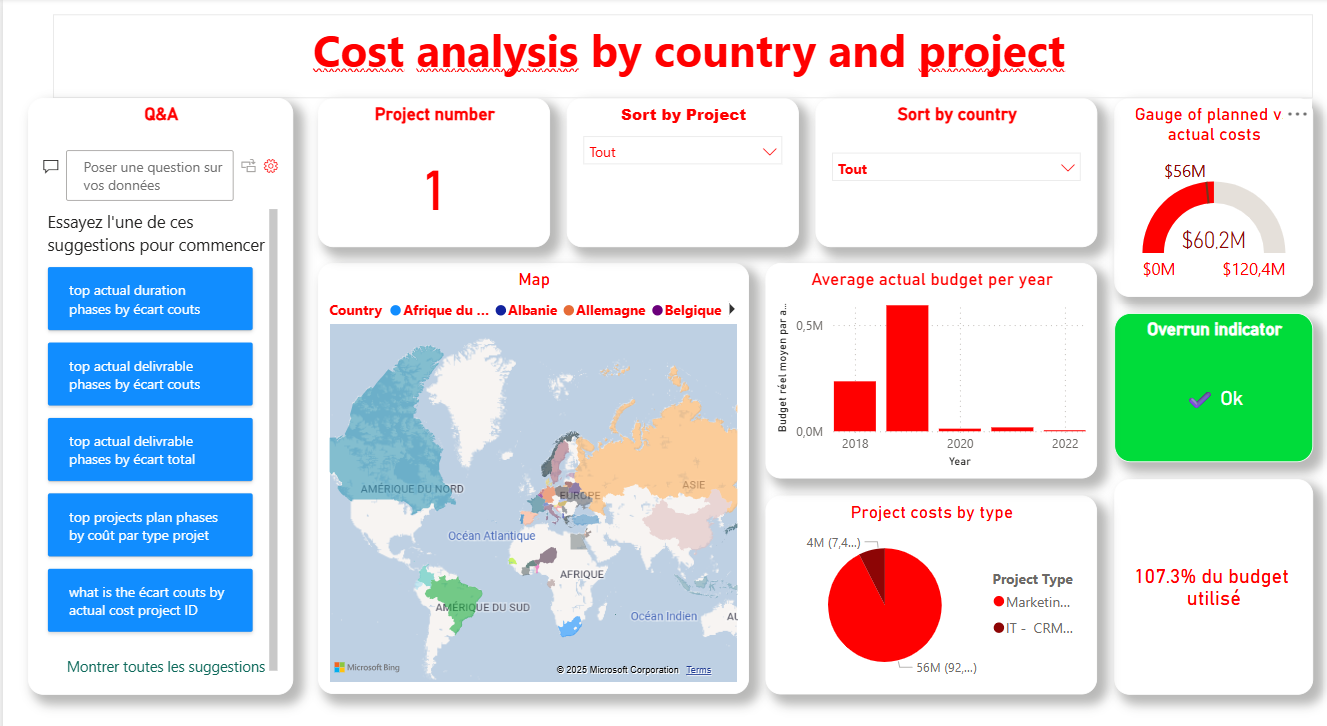 Cost analysis by country and project
Q&A
Poser une question sur
vos données
Essayez l'une de ces
suggestions pour commencer
top actual duration
phases by écart couts
top actual delivrable
phases by écart couts
top actual delivrable
phases by écart total
top projects plan phases
by coût par type projet
what is the écart couts by
actual cost project ID
Montrer toutes les suggestions
Project number
1
Sort by Project
Tout
Sort by country
Tout
Gauge of planned v
actual costs
$56M
$60,2M
$0M
$120,4M
Map
Country
Afrique du ...
Albanie
Allemagne
Belgique
AMÉRIQUE DU NORD
EUROPE
ASIE
Océan Atlantique
AFRIQUE
AMÉRIQUE DU SUD
Océan Indien
AU
Microsoft Bing
© 2025 Microsoft Corporation
Terms
Average actual budget per year
Budget réel moyen par a...
0,5M
0,0M
2018
2020
2022
Year
Overrun indicator
Ok
Project costs by type
4M (7,4...)
56M (92,...)
Project Type
Marketin...
IT - CRM...
107.3% du budget
utilisé